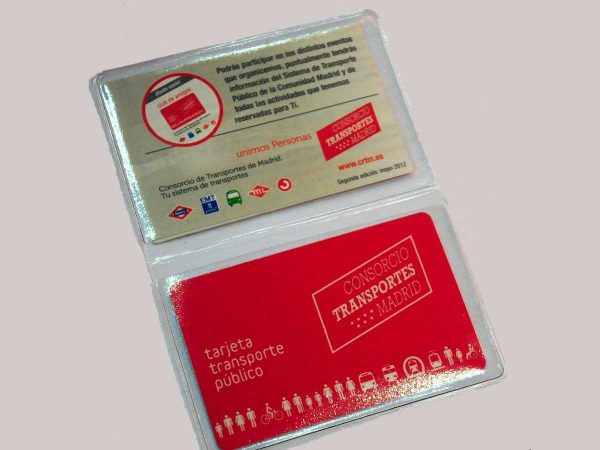 Podrás participar en los distintos eventos
que organicemos, puntualmente tendrás
información del Sistema de Transporte
Público de la Comunidad Madrid y de
todas las actividades que tenemos
reservadas para Ti.
club de amigos
unimos Personas
CONSORCIO
TRANSPORTES
MADRID
www.crtm.es
Consorcio de Transportes de Madrid.
Tu sistema de transportes
Segunda edición, mayo 2012
EMT
ML
CONSORCIO
TRANSPORTES
MADRID
tarjeta
transporte
público